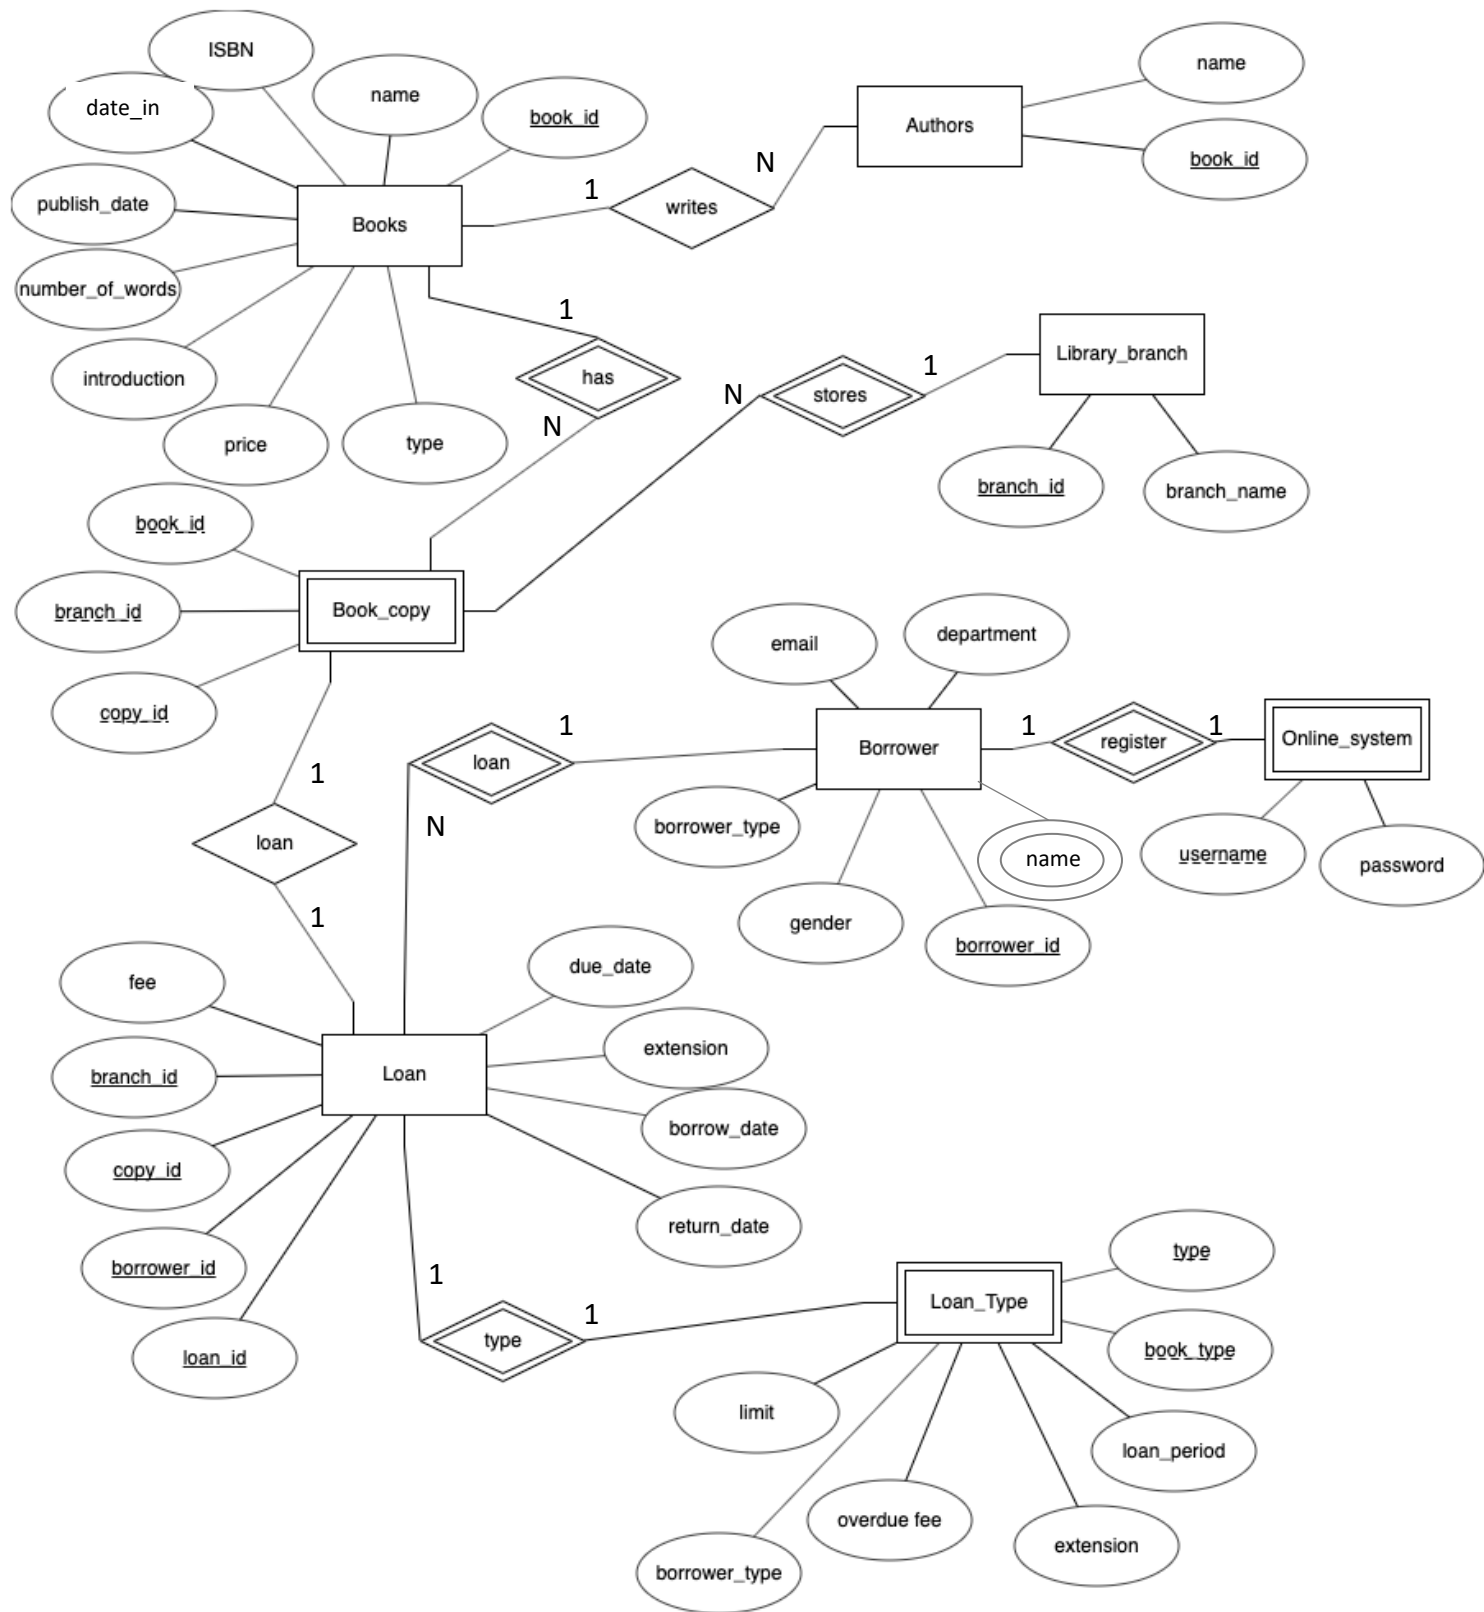 ISBN
name
date_in
name
book_id
Authors
N
book_id
1
publish_date
writes
Books
number_of_words
1
Library_branch
1
has
introduction
stores
N
N
price
type
branch_id
branch_name
book_id
Book_copy
branch_id
email
department
copy_id
1
1
1
register
Online_system
loan
Borrower
1
N
borrower_type
loan
username
name
password
1
gender
borrower_id
due_date
fee
extension
Loan
branch_id
borrow_date
copy_id
return_date
type
borrower_id
1
Loan_Type
1
type
book_type
loan_id
limit
loan_period
overdue fee
extension
borrower_type